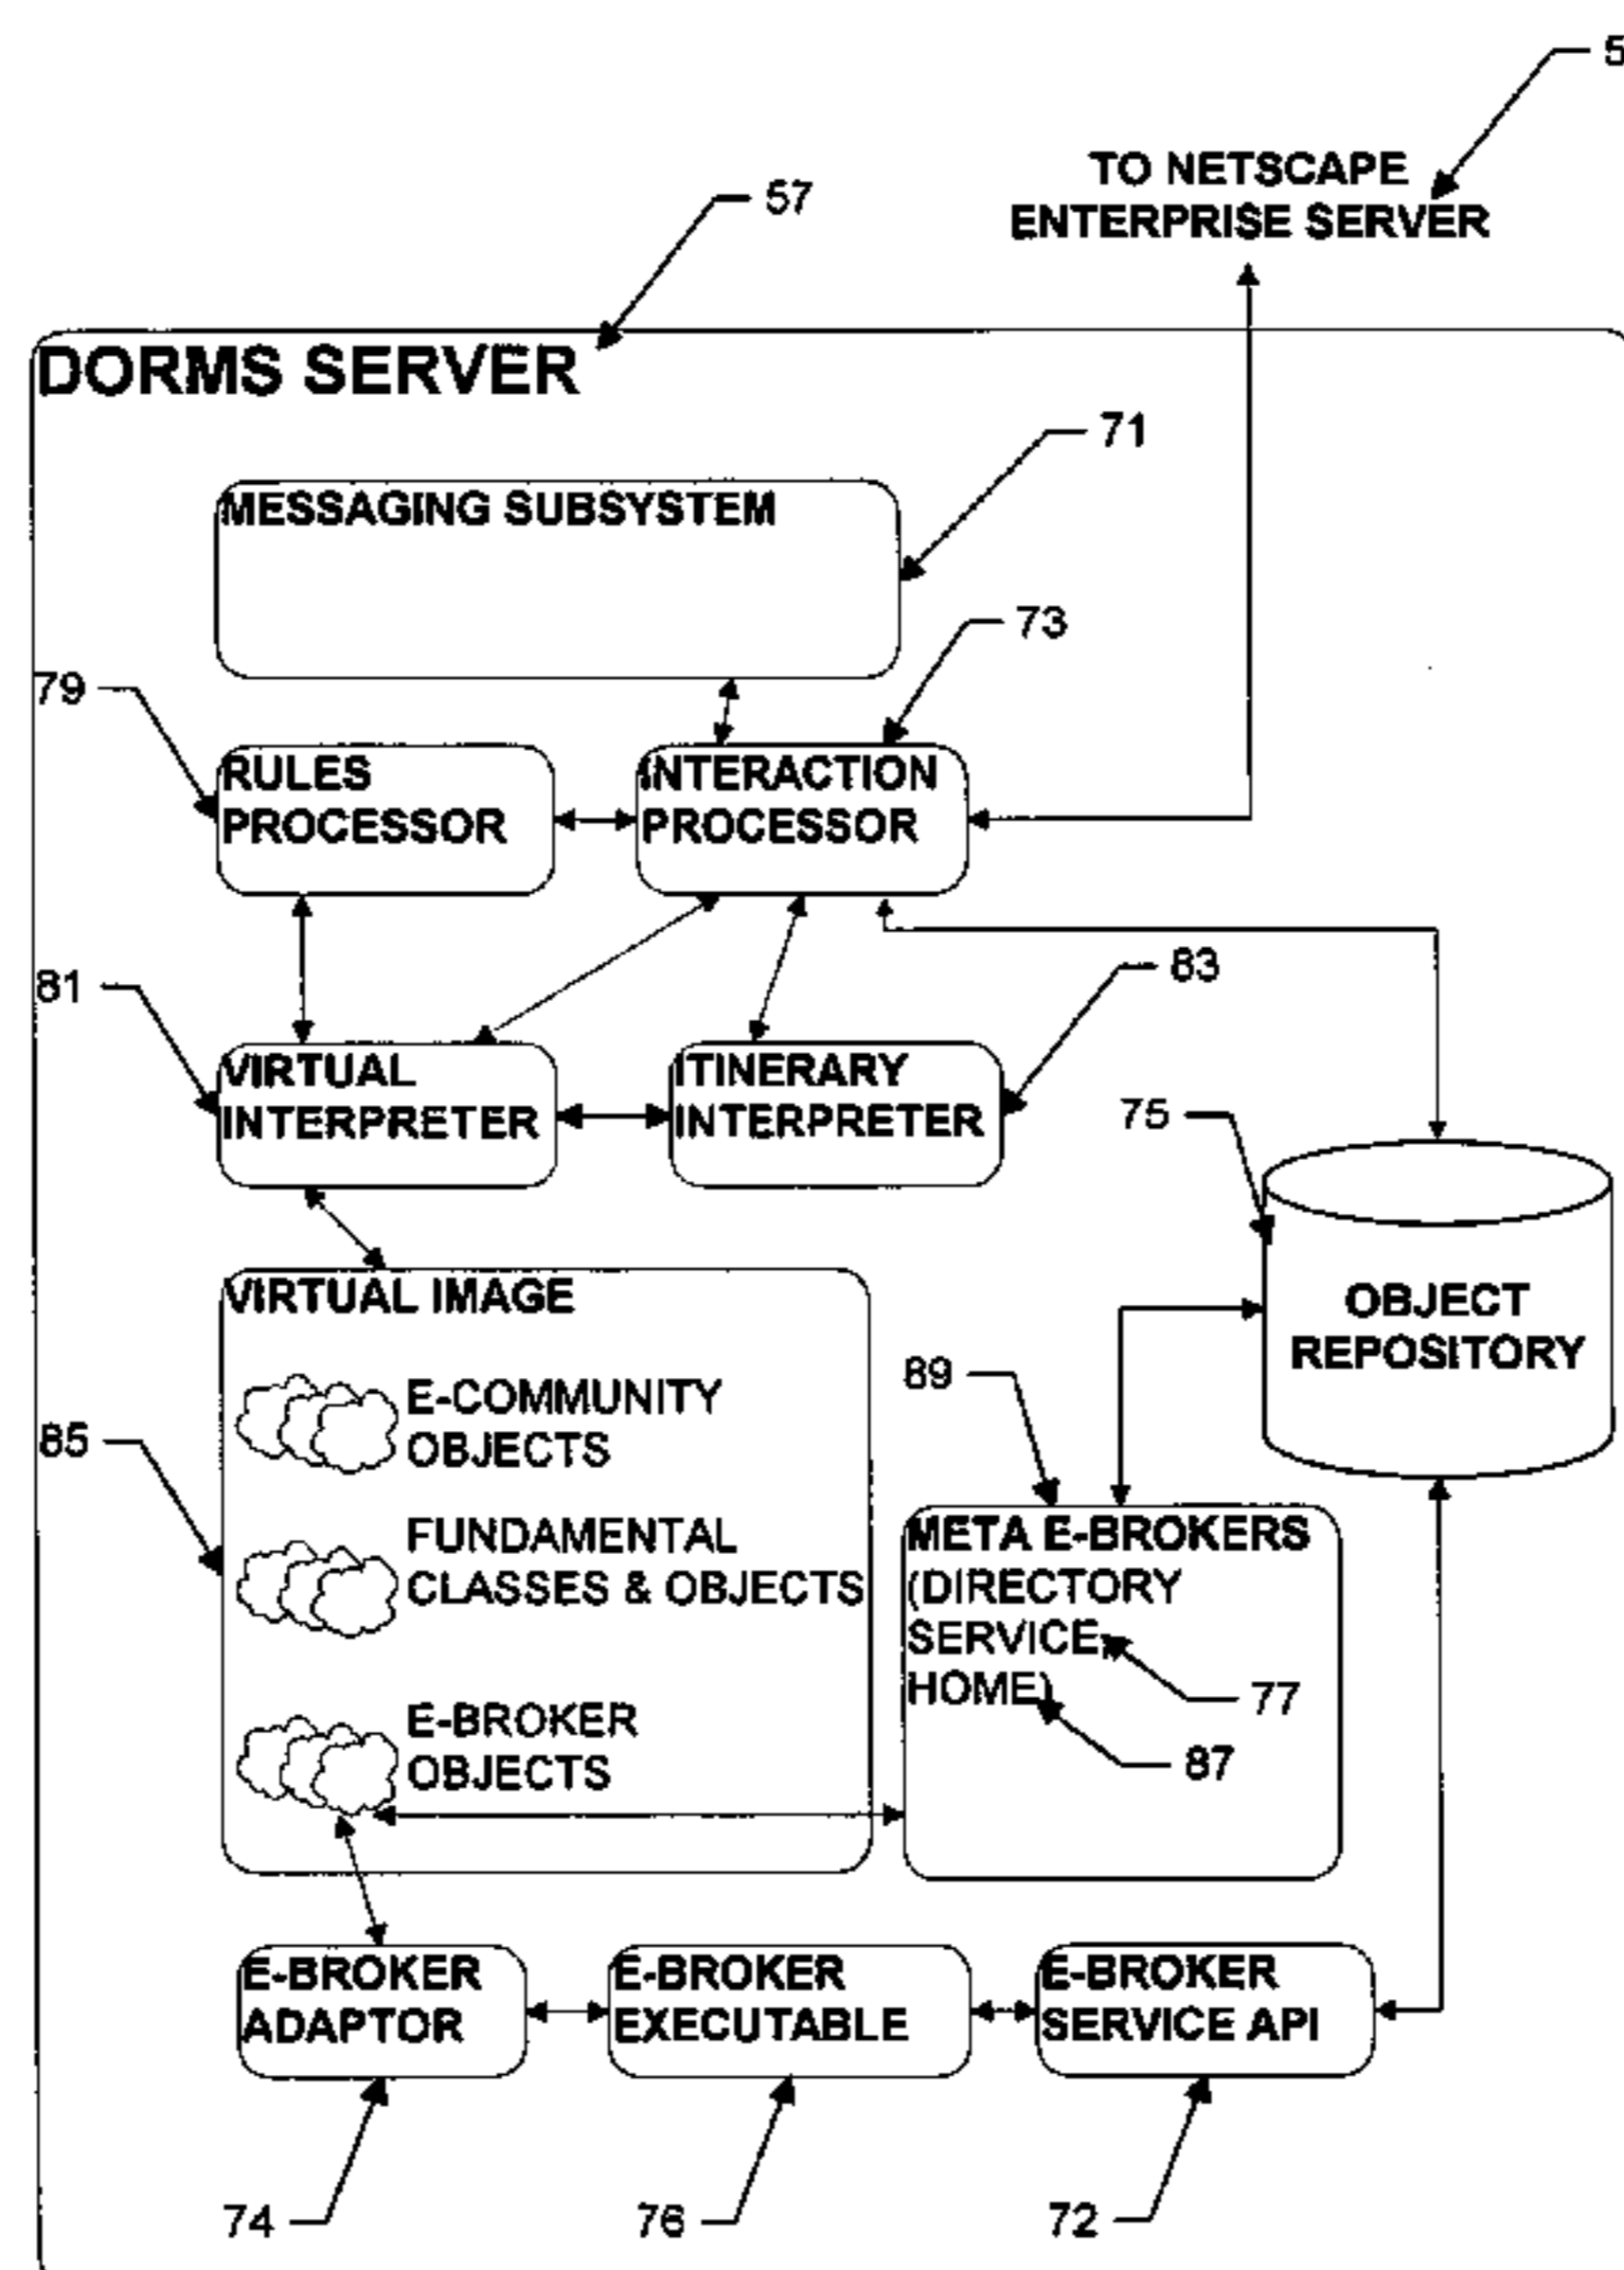 5
TO NETSCAPE
ENTERPRISE SERVER
57
DORMS SERVER
71
MESSAGING SUBSYSTEM
73
79
RULES
PROCESSOR
INTERACTION
PROCESSOR
81
83
VIRTUAL
INTERPRETER
ITINERARY
INTERPRETER
75
OBJECT
REPOSITORY
VIRTUAL IMAGE
89
E-COMMUNITY
OBJECTS
85
FUNDAMENTAL
CLASSES & OBJECTS
META E-BROKERS
(DIRECTORY
SERVICE,
HOME)
77
87
E-BROKER
OBJECTS
E-BROKER
ADAPTOR
E-BROKER
EXECUTABLE
E-BROKER
SERVICE API
74
76
72